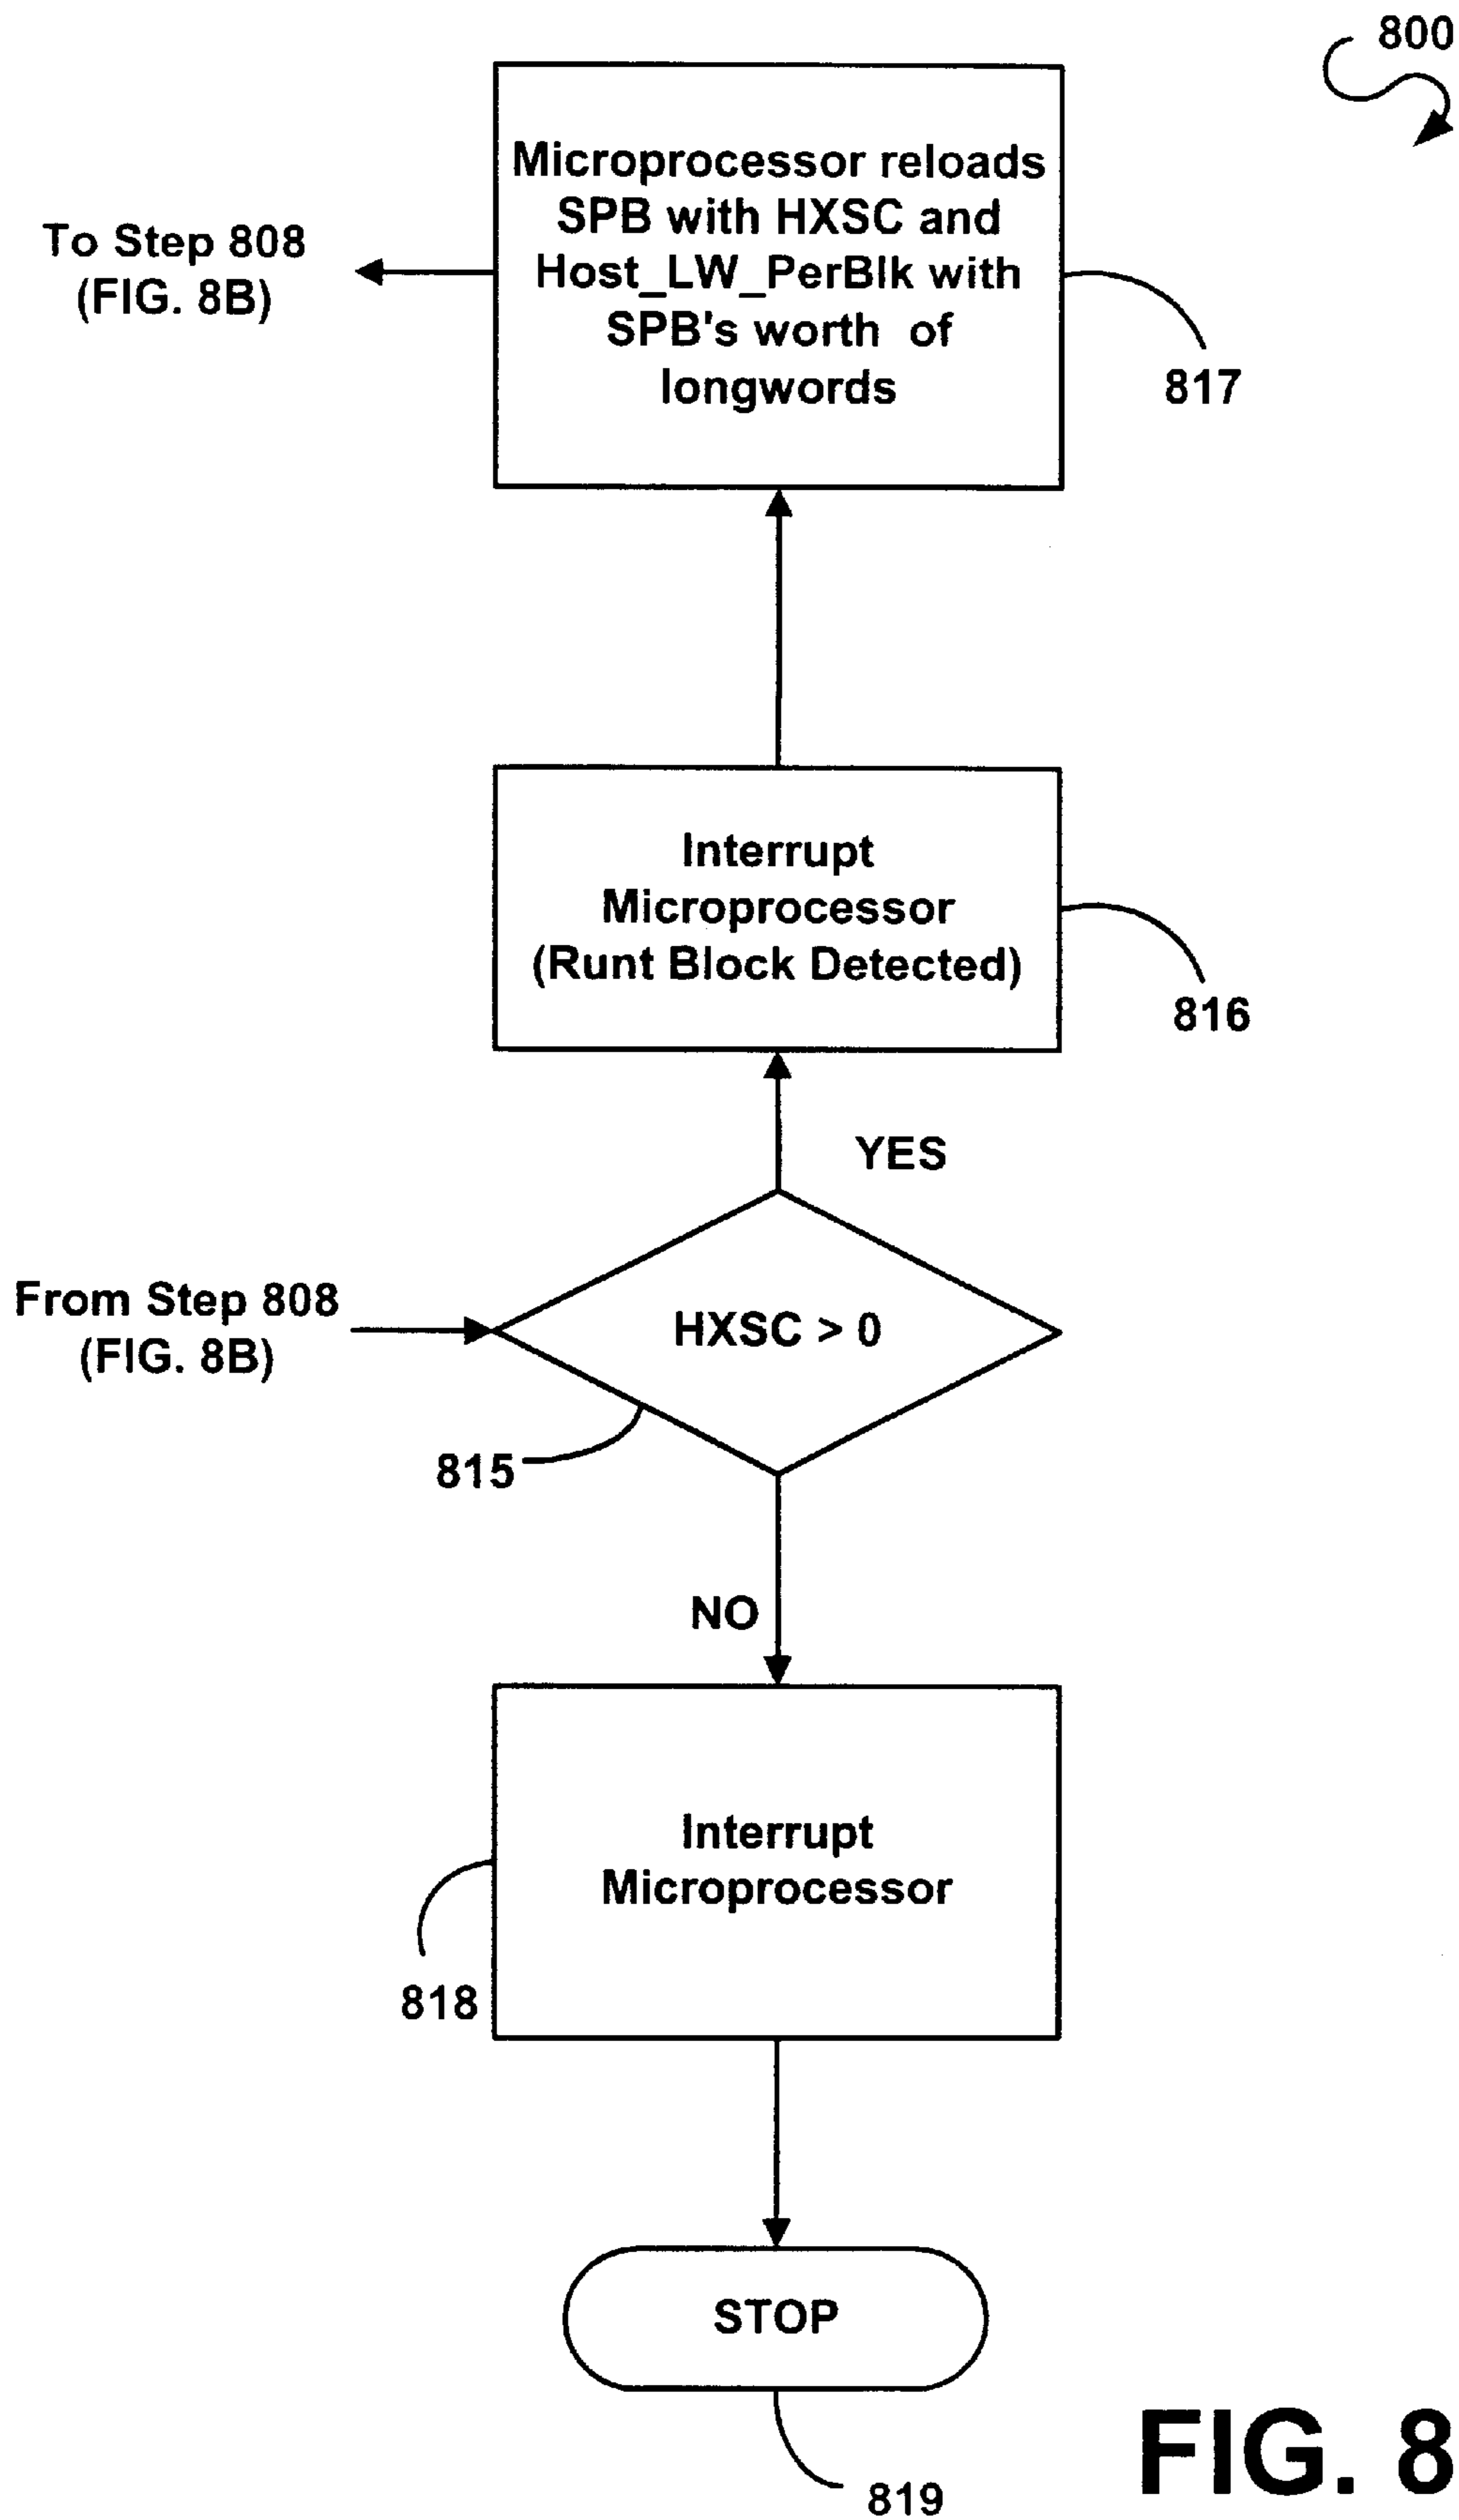 800
Microprocessor reloads
SPB with HXSC and
Host_LW_PerBlk with
SPB's worth of
longwords
To Step 808
(FIG. 8B)
817
Interrupt
Microprocessor
(Runt Block Detected)
816
YES
From Step 808
(FIG. 8B)
HXSC > 0
815
NO
Interrupt
Microprocessor
818
STOP
819
FIG. 8